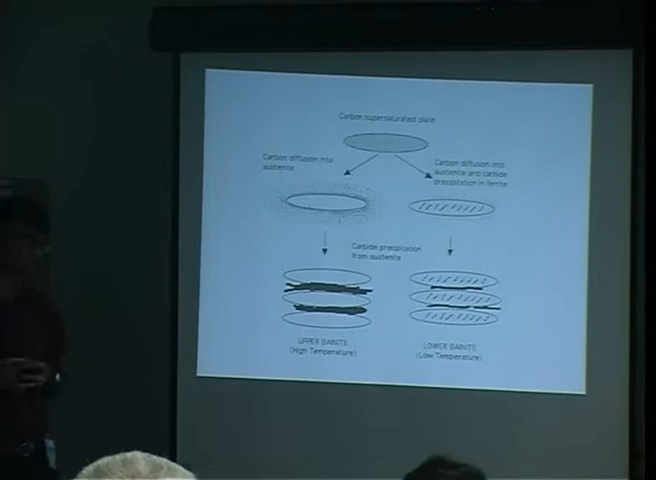 Carbon supersaturated plate
Carbon diffusion into
austenite
Carbon diffusion into
austenite and carbide
precipitation in ferrite
Carbide precipitation
from austenite
UPPER BAINITE
(High Temperature)
LOWER BAINITE
(Low Temperature)